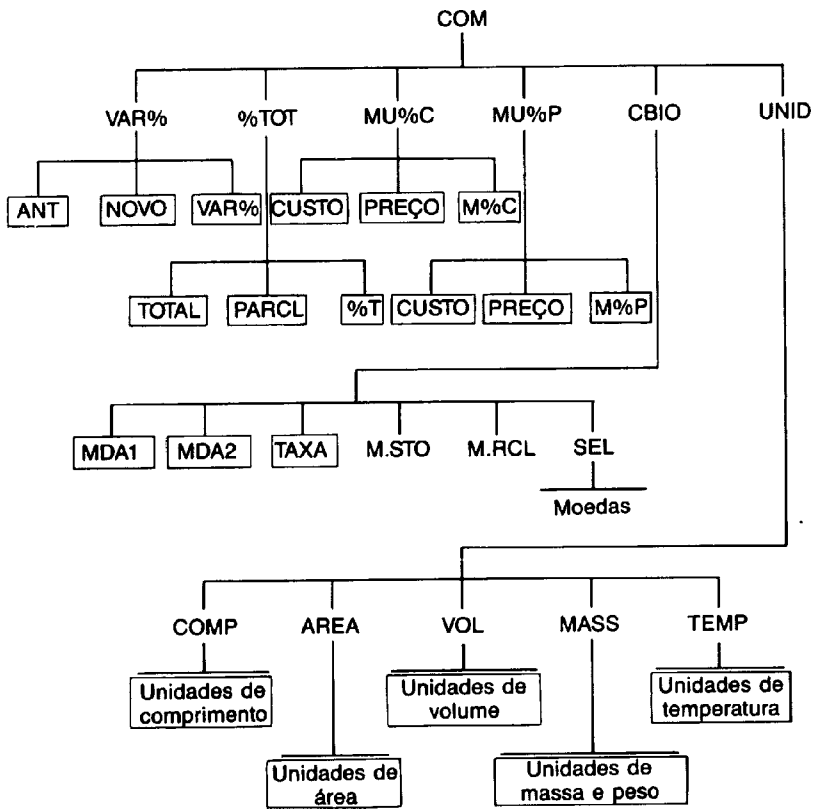 COM
VAR% %TOT MU%C MU%P CBIO UNID
ANT NOVO VAR% CUSTO PREÇO M%C
TOTAL PARCL %T CUSTO PREÇO M%P
MDA1 MDA2 TAXA M.STO M.RCL SEL
Moedas
COMP AREA VOL MASS TEMP
Unidades de comprimento
Unidades de volume
Unidades de temperatura
Unidades de área
Unidades de massa e peso